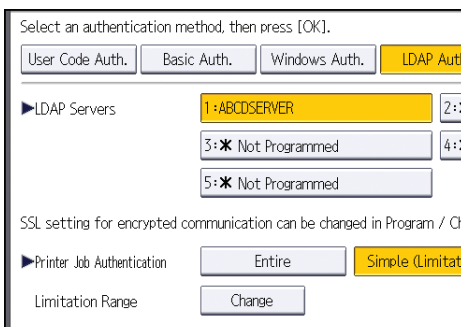 Select an authentication method, then press [OK].
User Code Auth. Basic Auth. Windows Auth. LDAP Aut
►LDAP Servers 1:ABCDSERVER 2:
3:✱ Not Programmed 4:
5:✱ Not Programmed
SSL setting for encrypted communication can be changed in Program / Ch
►Printer Job Authentication Entire Simple (Limitat
Limitation Range Change